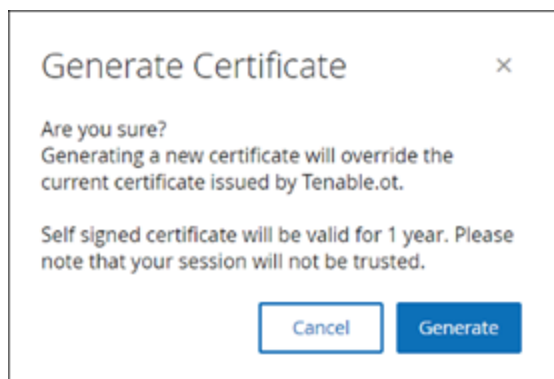 Generate Certificate ×
Are you sure?
Generating a new certificate will override the
current certificate issued by Tenable.ot.
Self signed certificate will be valid for 1 year. Please
note that your session will not be trusted.
Cancel Generate